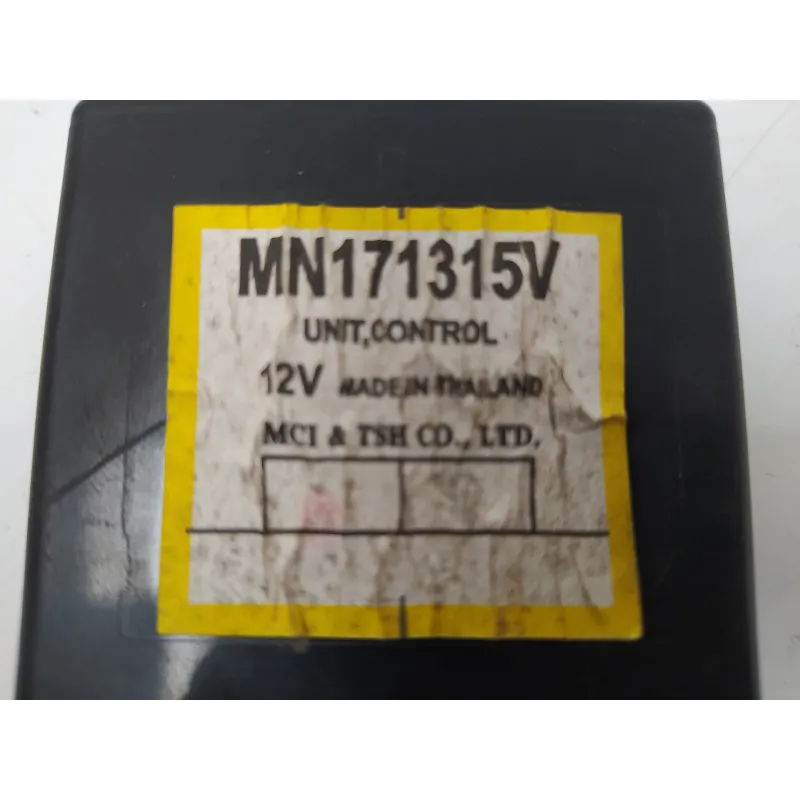 MN171315V
UNIT,CONTROL
12V MADE IN THAILAND
MCI & TSH CO., LTD.